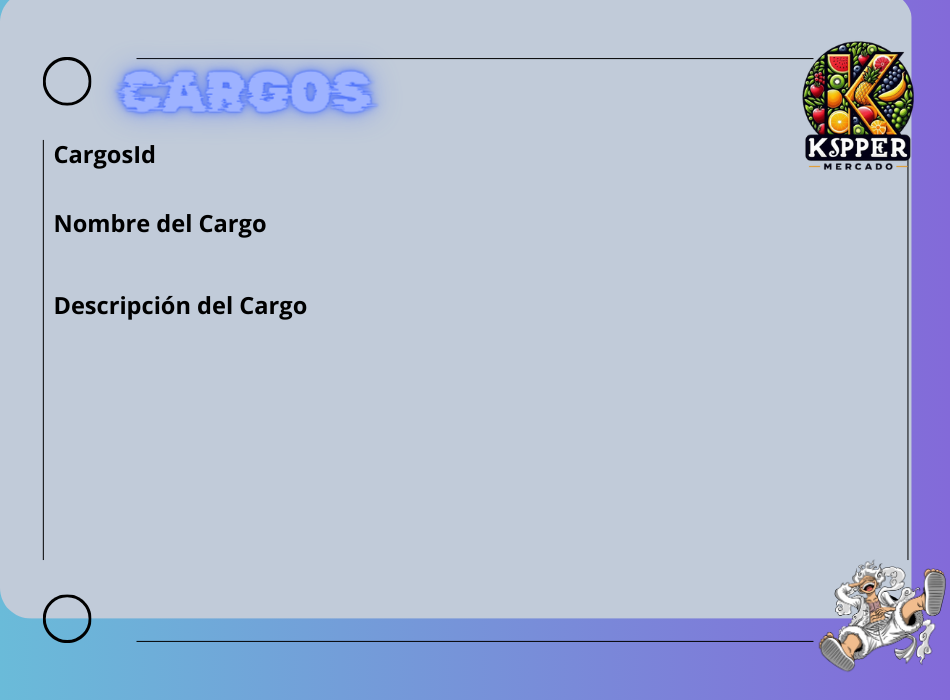 CARGOS
KSPPER
MERCADO
CargosId
Nombre del Cargo
Descripción del Cargo